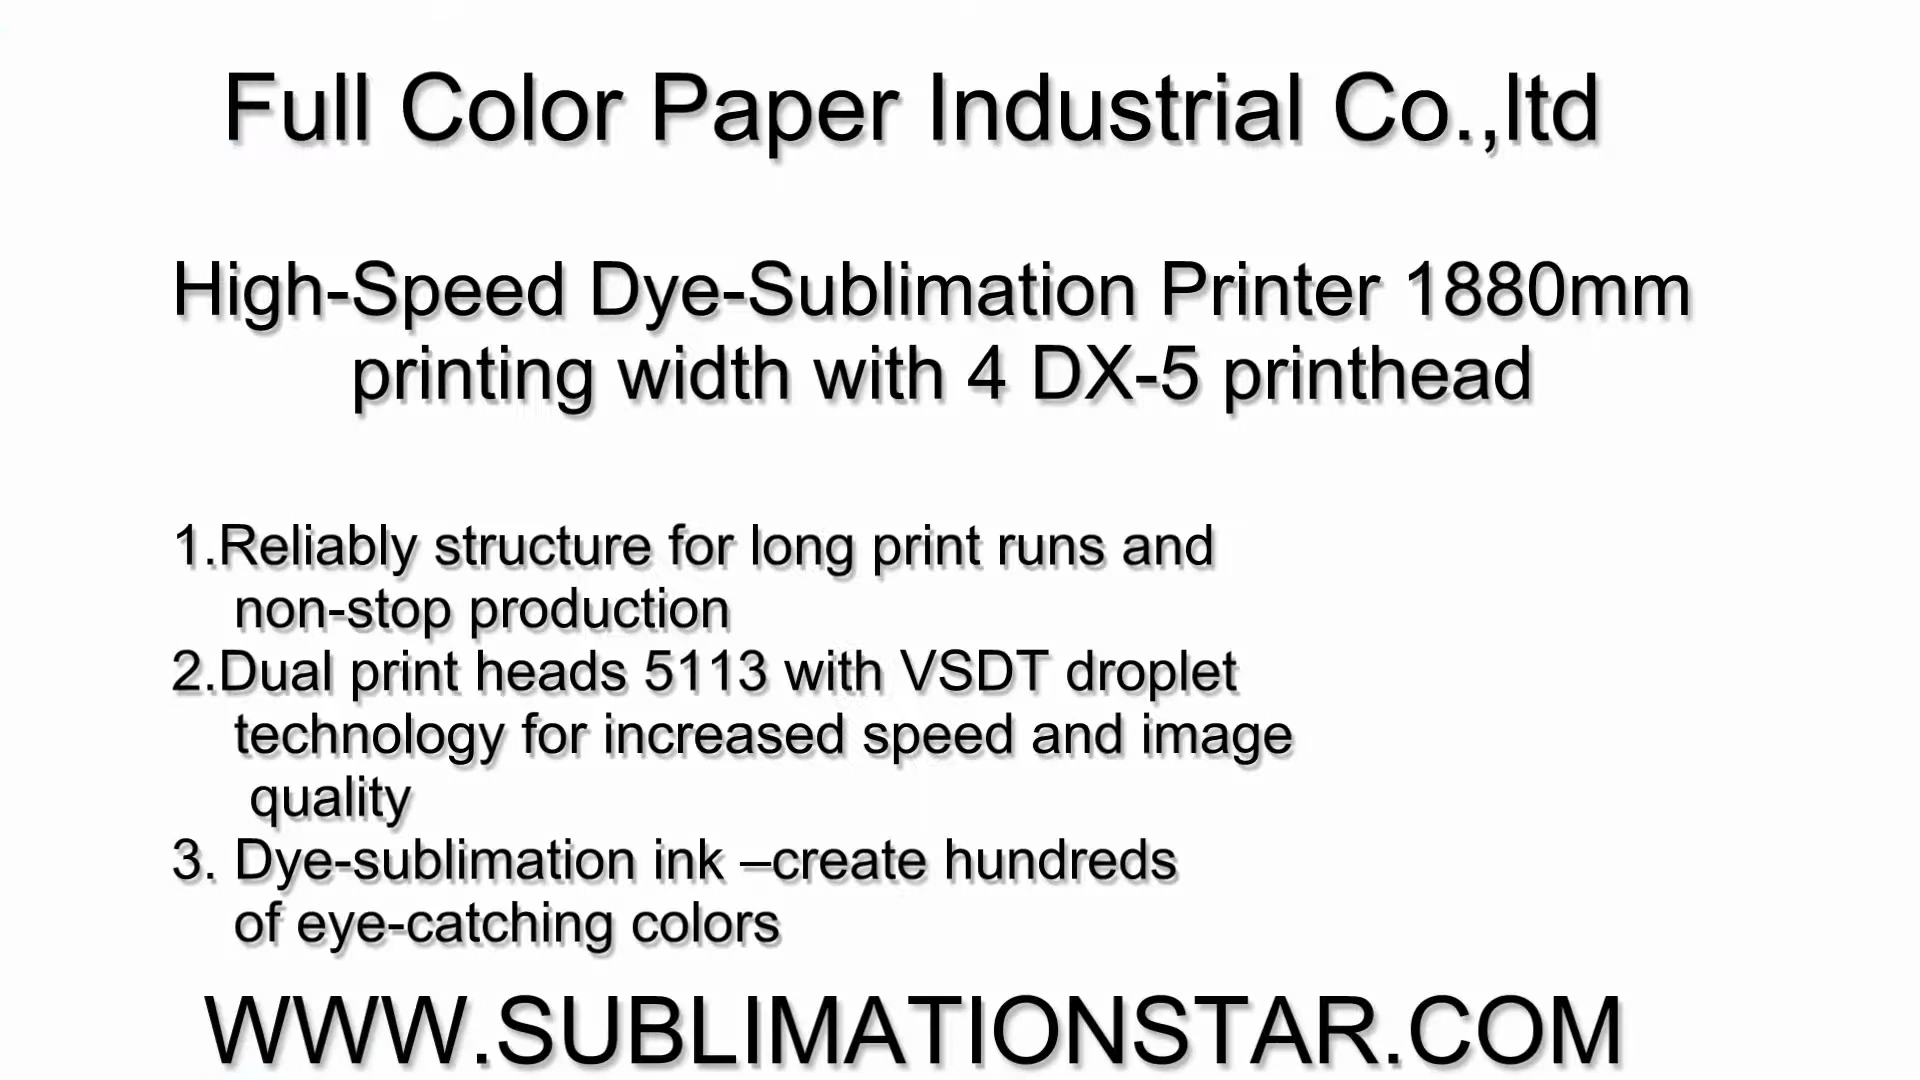 Full Color Paper Industrial Co.,ltd
High-Speed Dye-Sublimation Printer 1880mm
printing width with 4 DX-5 printhead
1.Reliably structure for long print runs and
non-stop production
2.Dual print heads 5113 with VSDT droplet
technology for increased speed and image
quality
3. Dye-sublimation ink –create hundreds
of eye-catching colors
WWW.SUBLIMATIONSTAR.COM